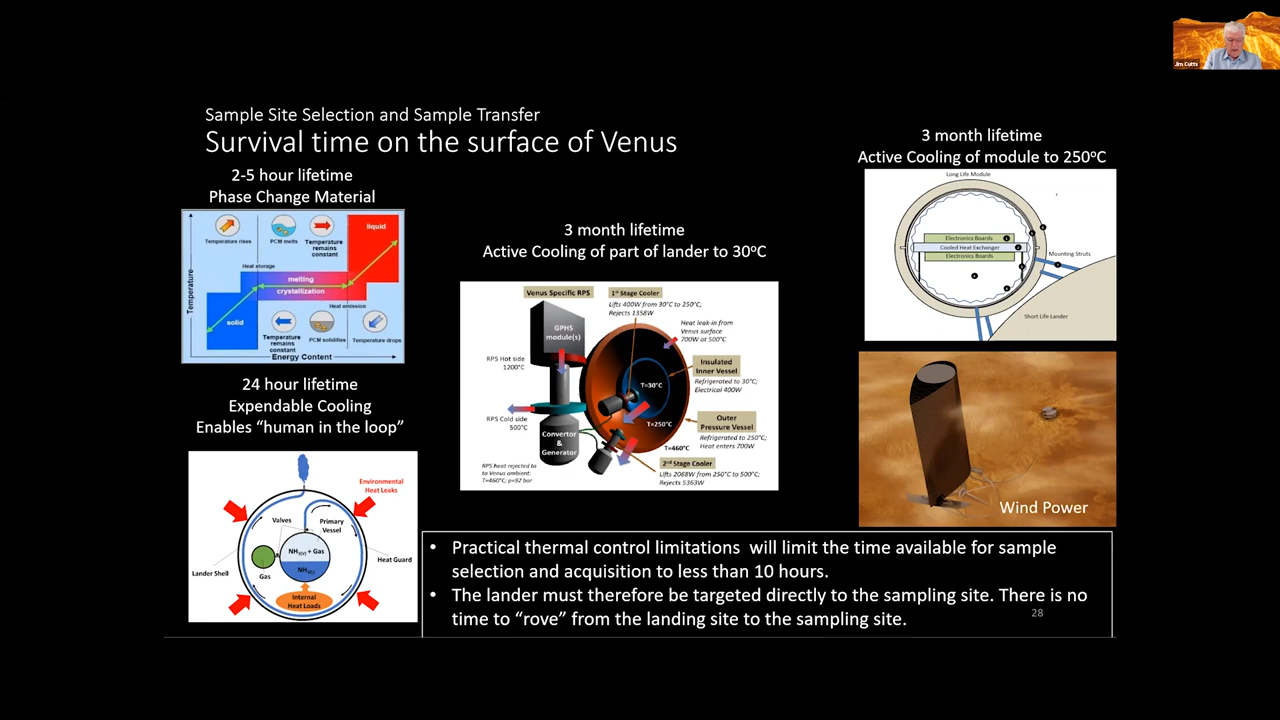 Jim Cutts
Sample Site Selection and Sample Transfer
Survival time on the surface of Venus
2-5 hour lifetime
Phase Change Material
Temperature rises
PCM melts
Temperature
remains
constant
liquid
Heat storage
melting
crystallization
Heat emission
solid
Temperature
remains
constant
PCM solidifies
Temperature drops
Temperature
Energy Content
24 hour lifetime
Expendable Cooling
Enables “human in the loop”
Environmental
Heat Leaks
Valves
Primary
Vessel
NH3(V) + Gas
NH3(l)
Gas
Lander Shell
Heat Guard
Internal
Heat Loads
3 month lifetime
Active Cooling of part of lander to 30°C
Venus Specific RPS
1st Stage Cooler
Lifts 400W from 30°C to 250°C;
Rejects 1358W
GPHS
module(s)
Heat leak-in from
Venus surface
700W at 500°C
RPS Hot side
1200°C
Insulated
Inner Vessel
Refrigerated to 30°C;
Electrical 400W
T=30°C
RPS Cold side
500°C
T=250°C
Outer
Pressure Vessel
Refrigerated to 250°C;
Heat enters 700W
Convertor
&
Generator
T=460°C
RPS heat rejected to
to Venus ambient:
T=460°C; p=92 bar
2nd Stage Cooler
Lifts 2068W from 250°C to 500°C;
Rejects 5363W
3 month lifetime
Active Cooling of module to 250°C
Long Life Module
Electronics Boards
Cooled Heat Exchanger
Electronics Boards
Mounting Struts
Short Life Lander
Wind Power
• Practical thermal control limitations will limit the time available for sample
selection and acquisition to less than 10 hours.
• The lander must therefore be targeted directly to the sampling site. There is no
time to “rove” from the landing site to the sampling site.
28